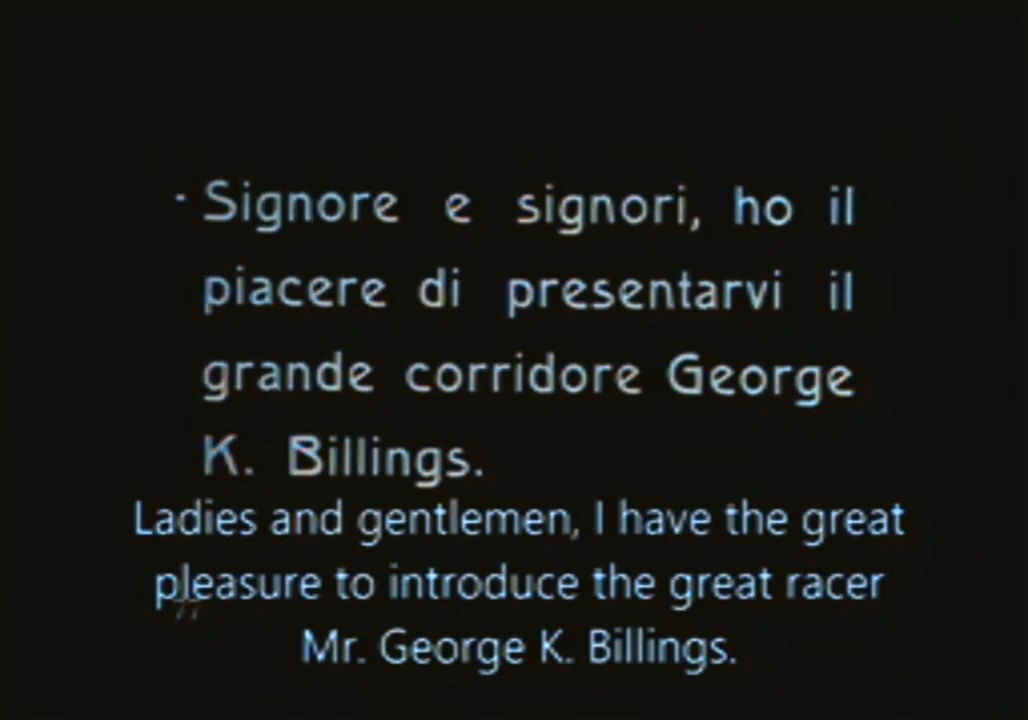 - Signore e signori, ho il
piacere di presentarvi il
grande corridore George
K. Billings.
Ladies and gentlemen, I have the great
pleasure to introduce the great racer
Mr. George K. Billings.